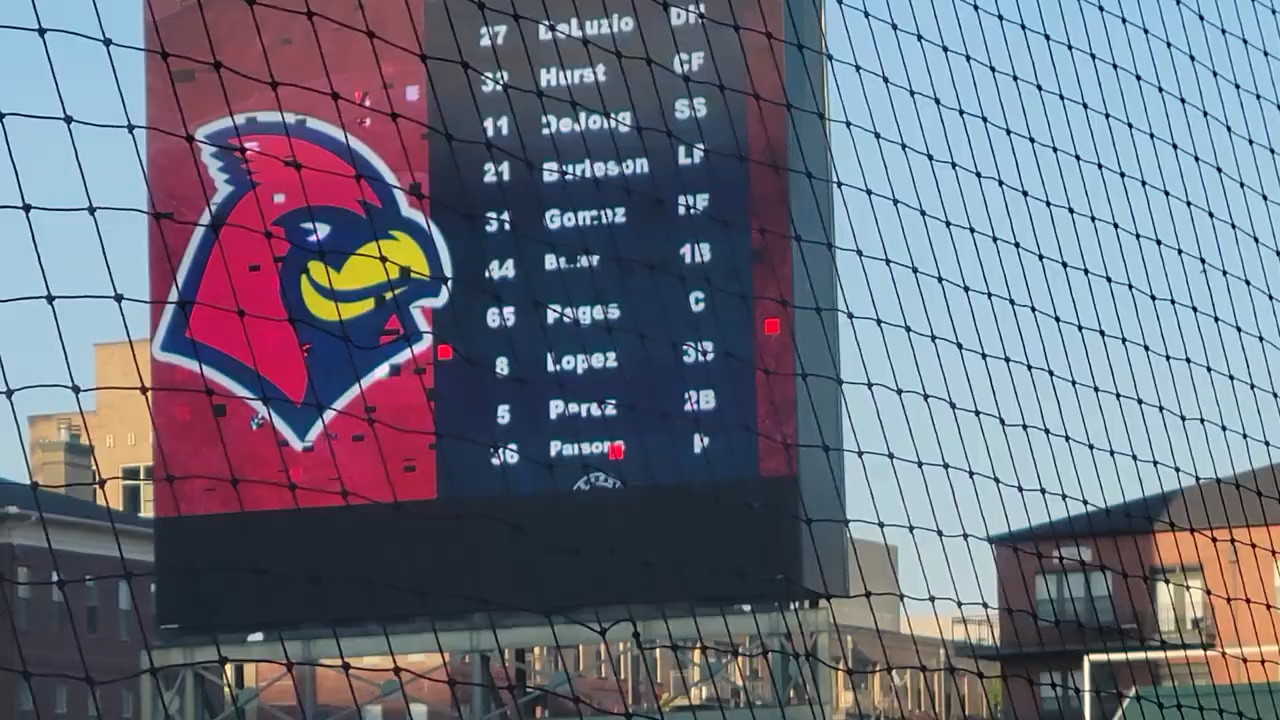 27 DeLuzio DH
32 Hurst CF
11 DeJong SS
21 Burleson LF
31 Gomez RF
44 1B
65 Pages C
8 Lopez 3B
5 Perez 2B
36 Parsons P